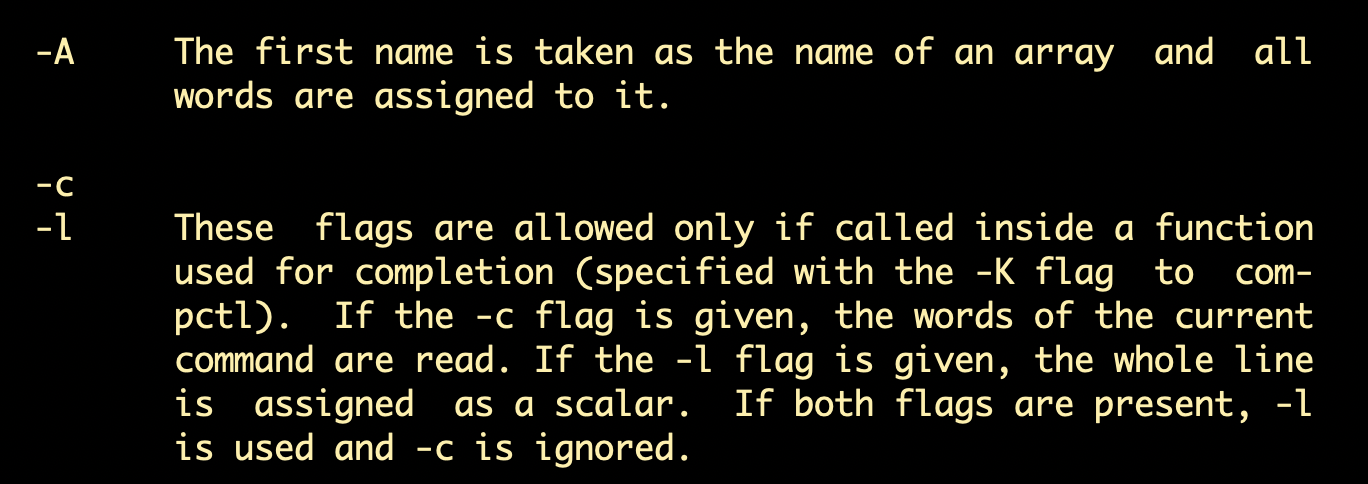 -A     The first name is taken as the name of an array  and  all
       words are assigned to it.

-c
-l     These  flags are allowed only if called inside a function
       used for completion (specified with the -K flag  to  com-
       pctl).  If the -c flag is given, the words of the current
       command are read. If the -l flag is given, the whole line
       is  assigned  as a scalar.  If both flags are present, -l
       is used and -c is ignored.